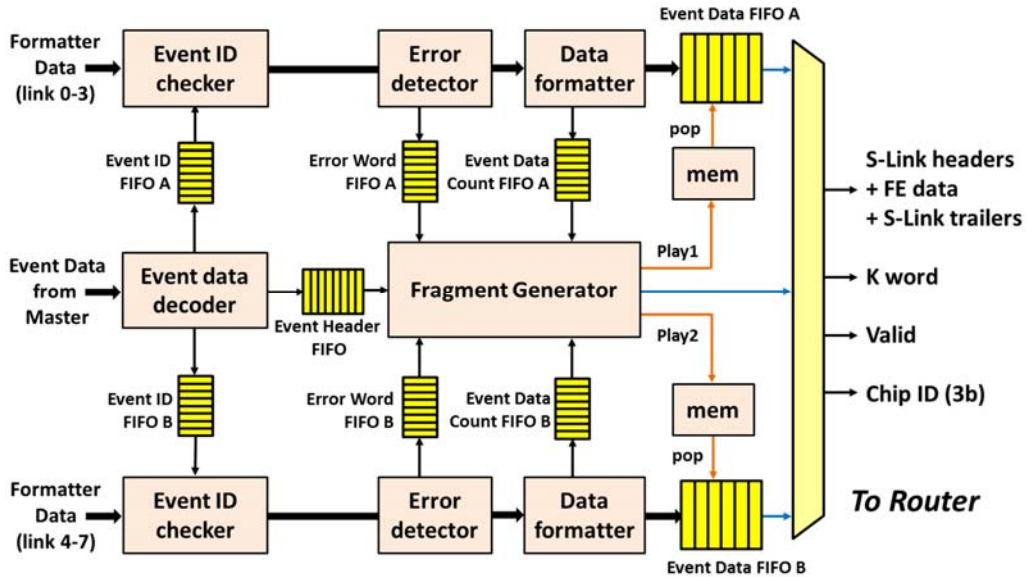 Event Data FIFO A
Formatter
Data
(link 0-3)
Event ID
checker
Error
detector
Data
formatter
pop
Event ID
FIFO A
Error Word
FIFO A
Event Data
Count FIFO A
mem
S-Link headers
+ FE data
+ S-Link trailers
Event Data
from
Master
Event data
decoder
Event Header
FIFO
Fragment Generator
Play1
Play2
K word
Valid
Chip ID (3b)
Event ID
FIFO B
Error Word
FIFO B
Event Data
Count FIFO B
mem
pop
Formatter
Data
(link 4-7)
Event ID
checker
Error
detector
Data
formatter
To Router
Event Data FIFO B